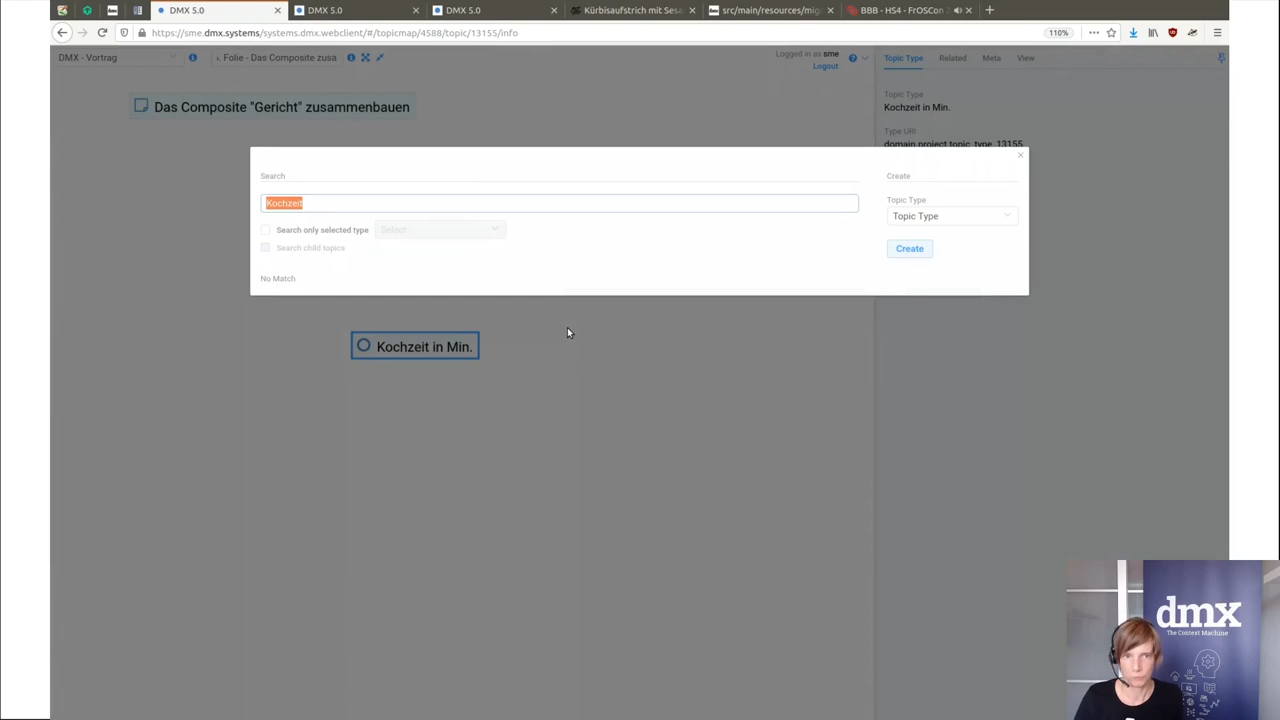 DMX 5.0
DMX 5.0
DMX 5.0
Kürbisaufstrich mit Sesa
src/main/resources/mig
BBB - HS4 - FrOSCon 2
https://sme.dmx.systems/systems.dmx.webclient/#/topicmap/4588/topic/13155/info
110%
DMX - Vortrag
. Folie - Das Composite zusa
Logged in as sme
Logout
Topic Type
Related
Meta
View
Das Composite "Gericht" zusammenbauen
Topic Type
Kochzeit in Min.
Type URI
domain.project.topic_type_13155
Search
Kochzeit
Search only selected type
Select
Search child topics
No Match
Create
Topic Type
Topic Type
Create
Kochzeit in Min.
dmx
The Context Machine